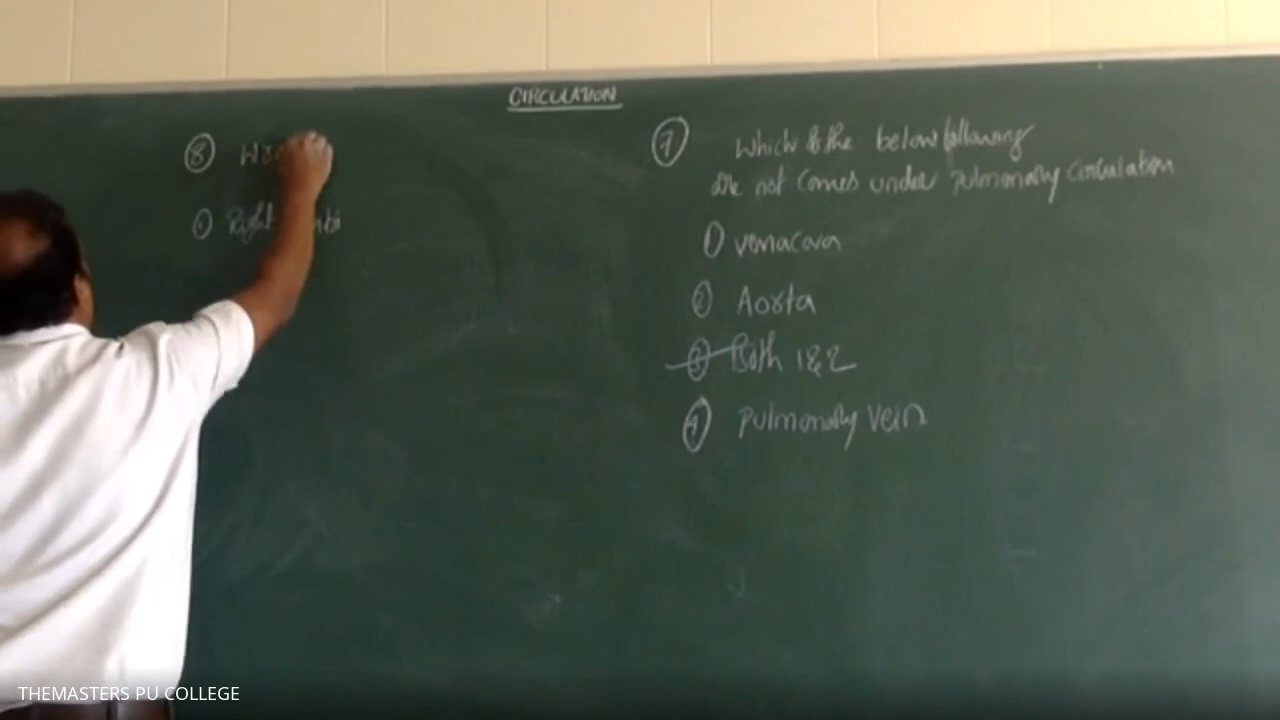 CIRCULATION
⑧
① Right
⑦ Which of the below following
are not comes under pulmonary circulation
① venacava
② Aorta
③ Both 1&2
④ pulmonary vein
THEMASTERS PU COLLEGE